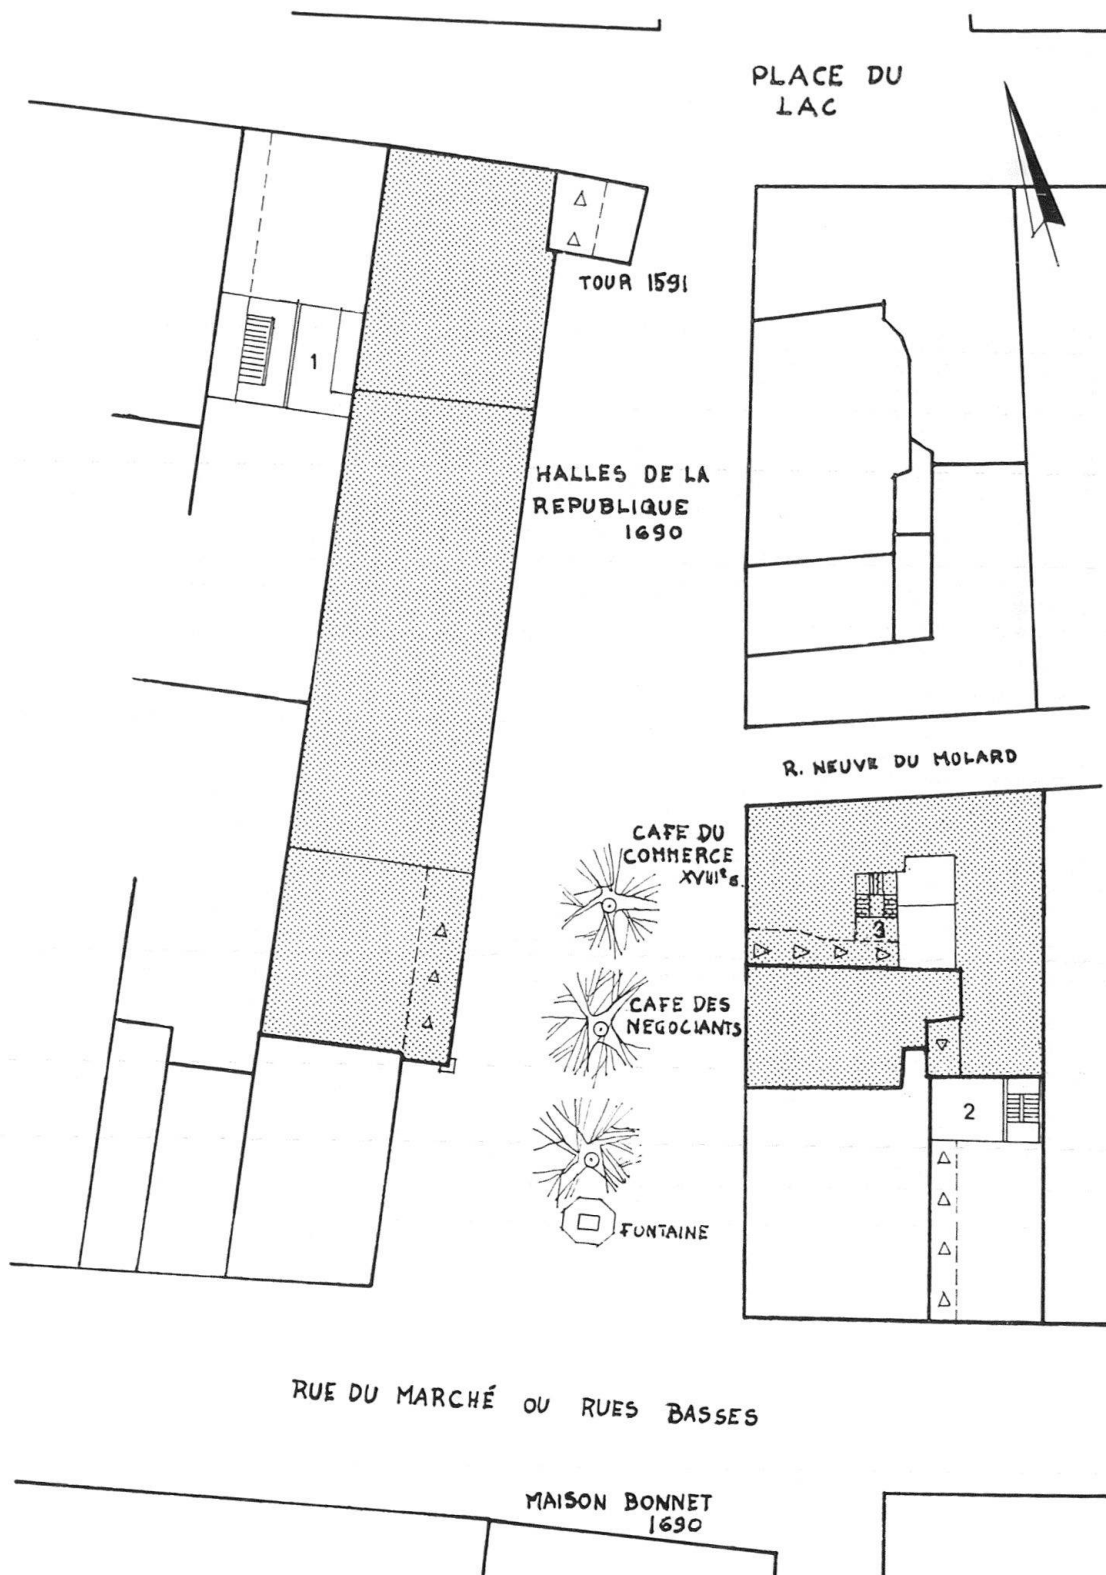 PLACE DU
LAC
TOUR 1591
1
HALLES DE LA
REPUBLIQUE
1690
R. NEUVE DU MOLARD
CAFE DU
COMMERCE
XVIIIᵉ s.
3
CAFE DES
NEGOCIANTS
2
FONTAINE
RUE DU MARCHÉ OU RUES BASSES
MAISON BONNET
1690